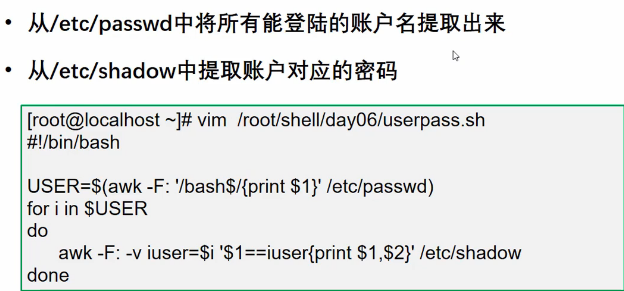 • 从/etc/passwd中将所有能登陆的账户名提取出来
• 从/etc/shadow中提取账户对应的密码
[root@localhost ~]# vim  /root/shell/day06/userpass.sh
#!/bin/bash
USER=$(awk -F: '/bash$/{print $1}' /etc/passwd)
for i in $USER
do
      awk -F: -v iuser=$i '$1==iuser{print $1,$2}' /etc/shadow
done